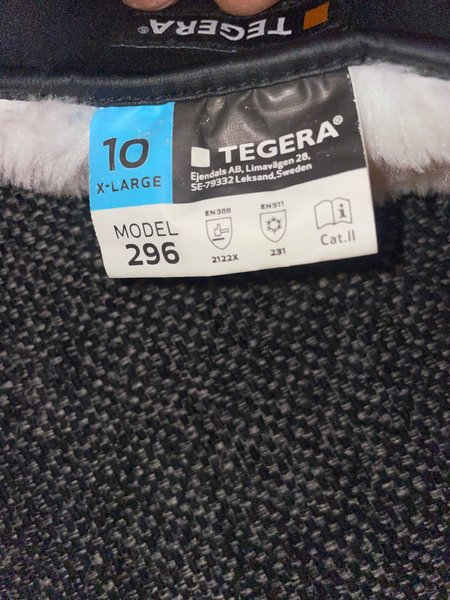 TEGERA®
10
X-LARGE
TEGERA®
Ejendals AB, Limavägen 28,
SE-79332 Leksand, Sweden
MODEL
296
EN388
2122X
EN511
231
i
Cat.II